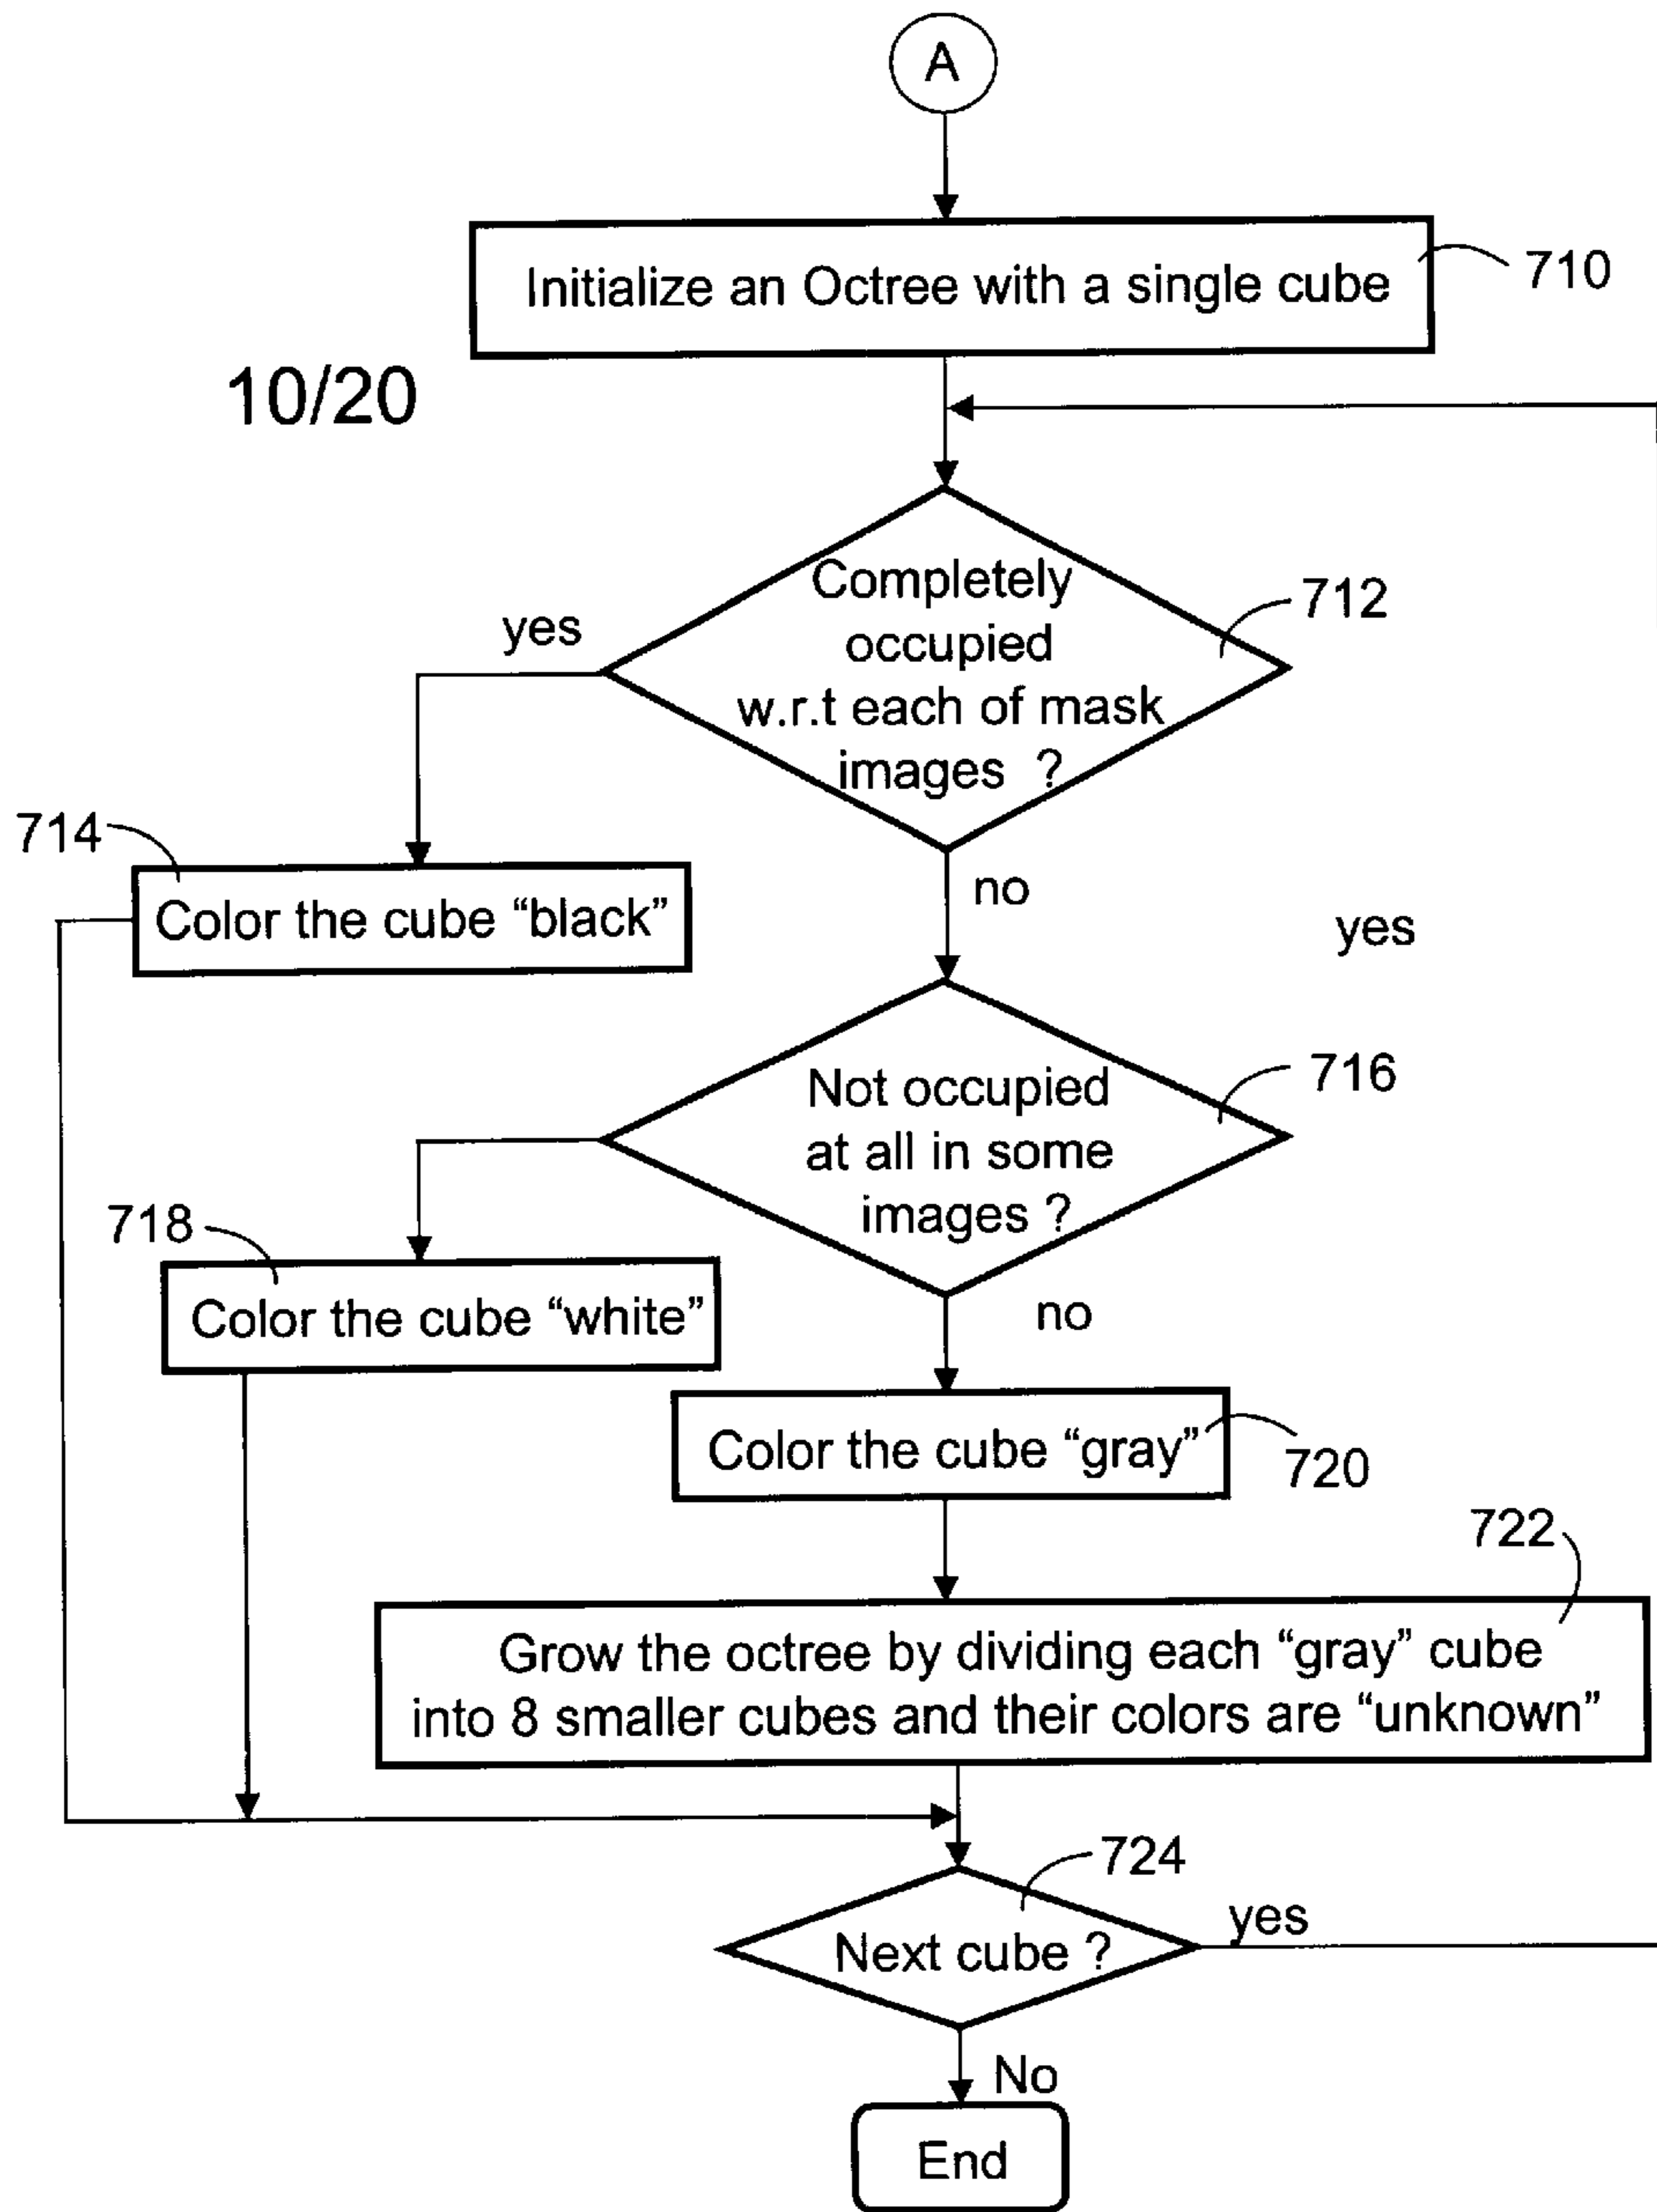 A
Initialize an Octree with a single cube
710
10/20
Completely
occupied
w.r.t each of mask
images ?
712
yes
714
Color the cube “black”
no
yes
Not occupied
at all in some
images ?
716
718
Color the cube “white”
no
Color the cube “gray”
720
722
Grow the octree by dividing each “gray” cube
into 8 smaller cubes and their colors are “unknown”
724
Next cube ?
yes
No
End